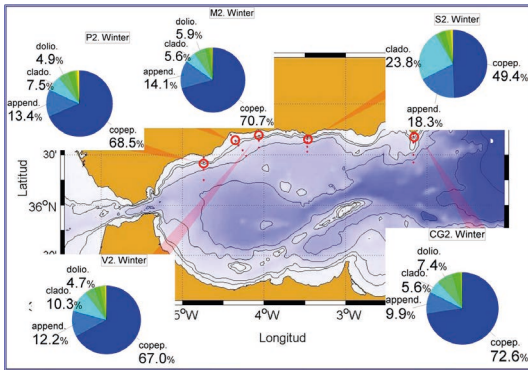 P2. Winter
dolio.
4.9%
clado.
7.5%
append.
13.4%
copep.
68.5%
M2. Winter
dolio.
5.9%
clado.
5.6%
append.
14.1%
copep.
70.7%
S2. Winter
clado.
23.8%
copep.
49.4%
append.
18.3%
30'
36°N
Latitud
V2. Winter
dolio.
4.7%
clado.
10.3%
append.
12.2%
copep.
67.0%
CG2. Winter
dolio.
7.4%
clado.
5.6%
append.
9.9%
copep.
72.6%
5°W
4°W
3°W
Longitud